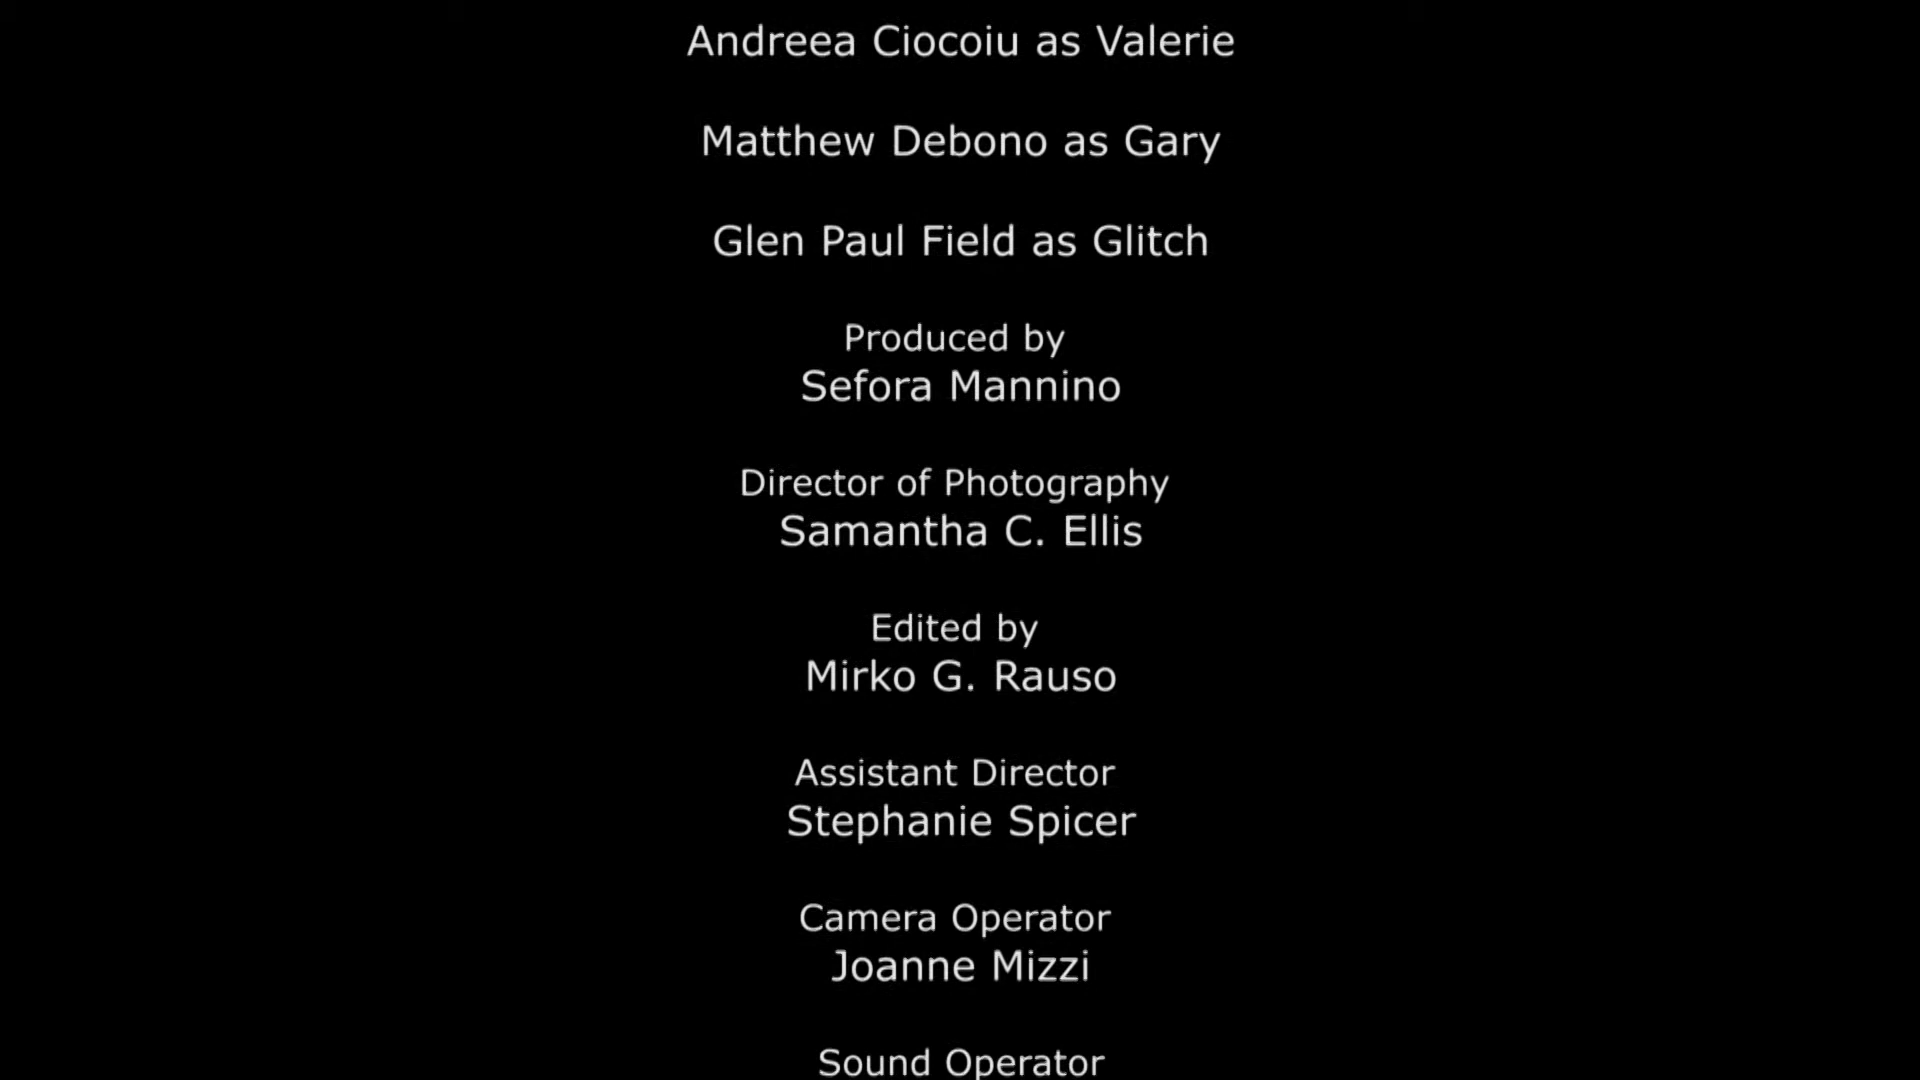 Andreea Ciocoiu as Valerie
Matthew Debono as Gary
Glen Paul Field as Glitch
Produced by
Sefora Mannino
Director of Photography
Samantha C. Ellis
Edited by
Mirko G. Rauso
Assistant Director
Stephanie Spicer
Camera Operator
Joanne Mizzi
Sound Operator